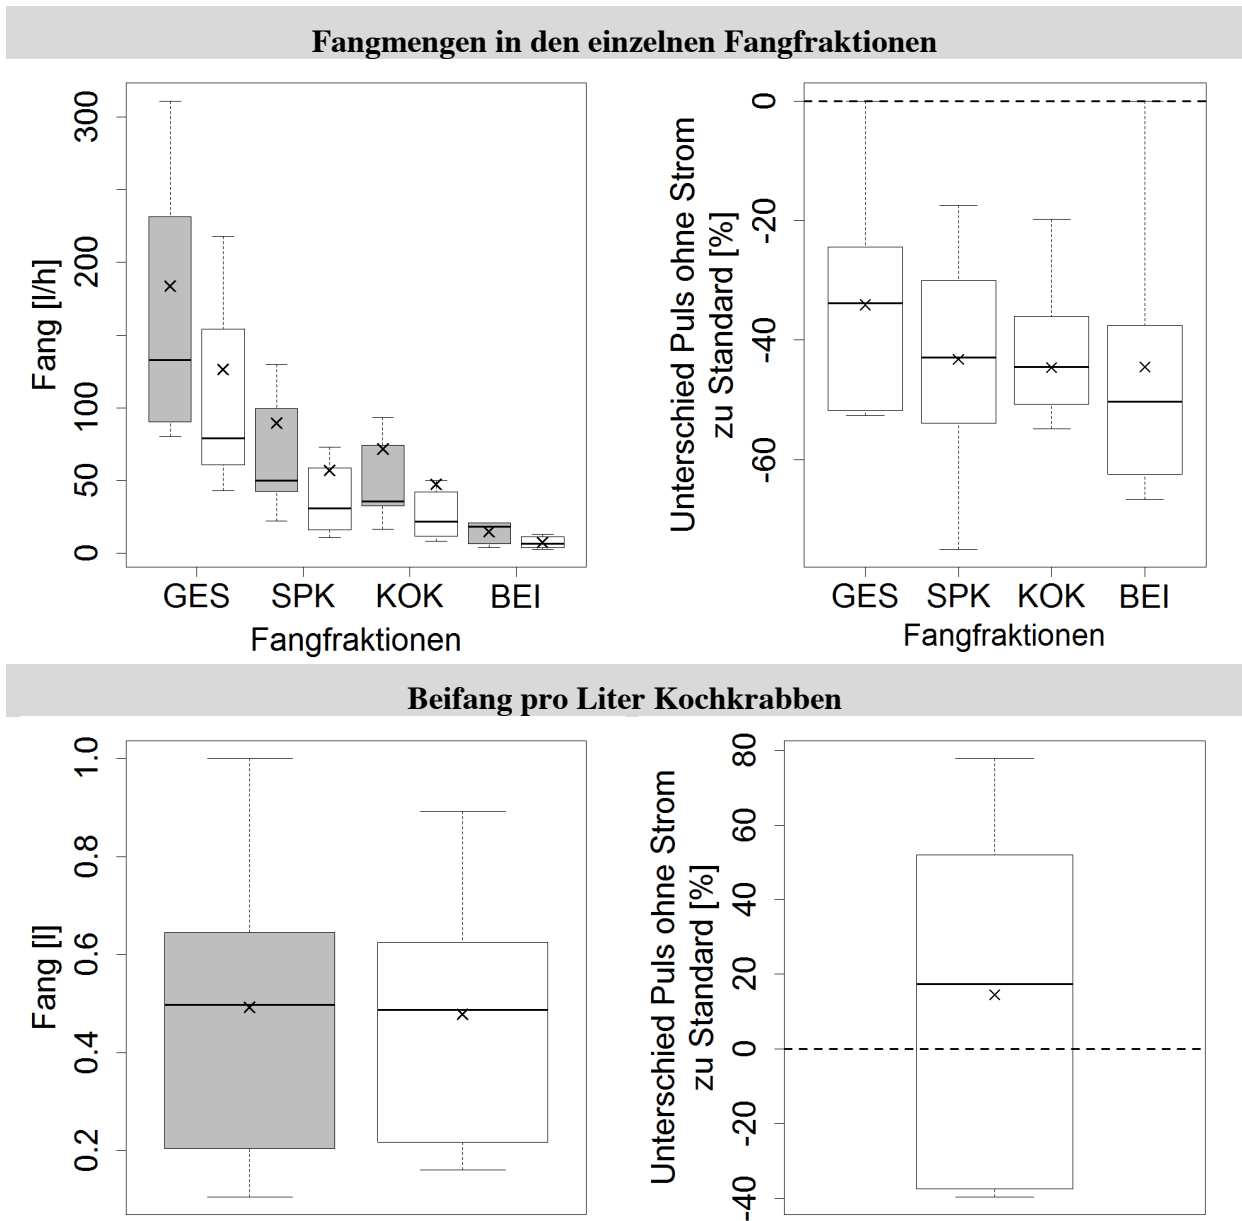 Fangmengen in den einzelnen Fangfraktionen
Fang [l/h]
300
200
100
50
0
GES SPK KOK BEI
Fangfraktionen
Unterschied Puls ohne Strom
zu Standard [%]
0
-20
-40
-60
GES SPK KOK BEI
Fangfraktionen
Beifang pro Liter Kochkrabben
Fang [l]
1.0
0.8
0.6
0.4
0.2
Unterschied Puls ohne Strom
zu Standard [%]
80
60
40
20
0
-20
-40